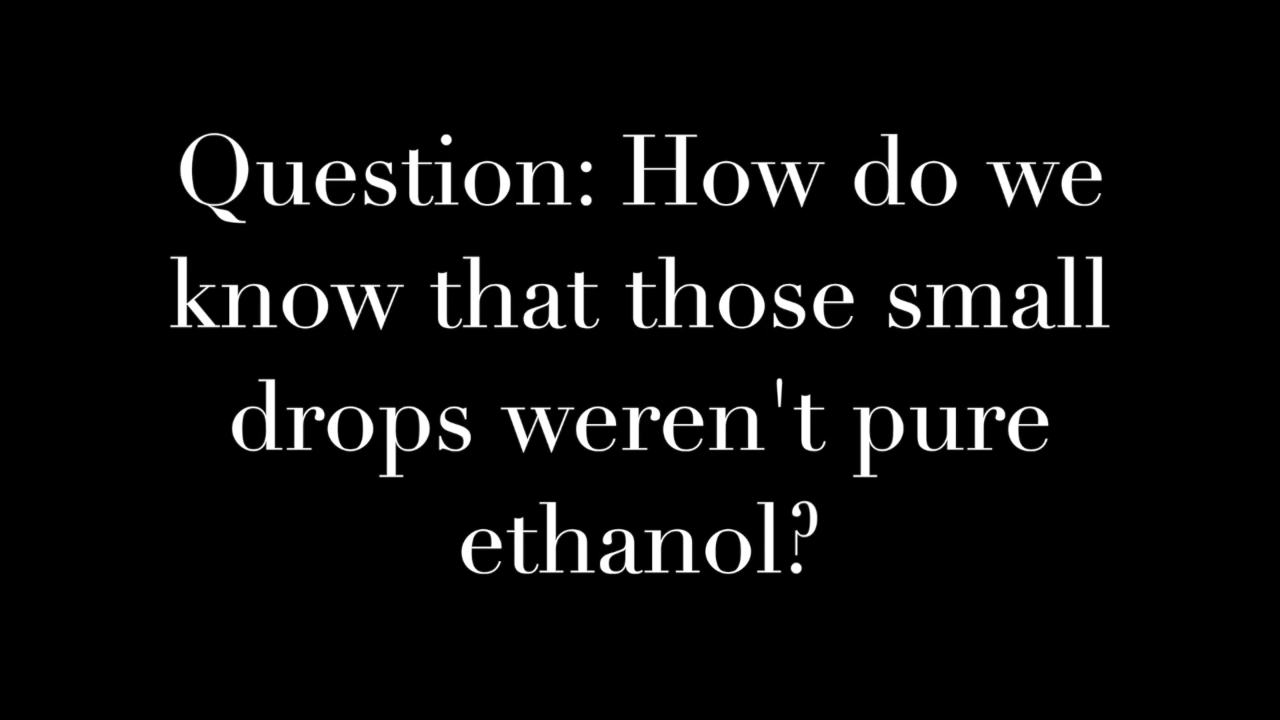 Question: How do we
know that those small
drops weren't pure
ethanol?